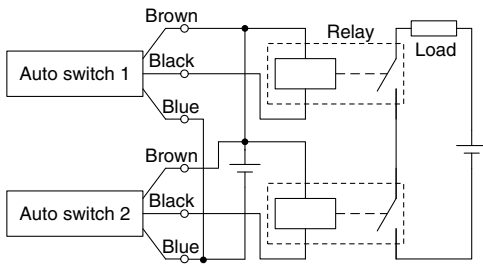 Brown
Relay
Load
Auto switch 1
Black
Blue
Brown
Auto switch 2
Black
Blue